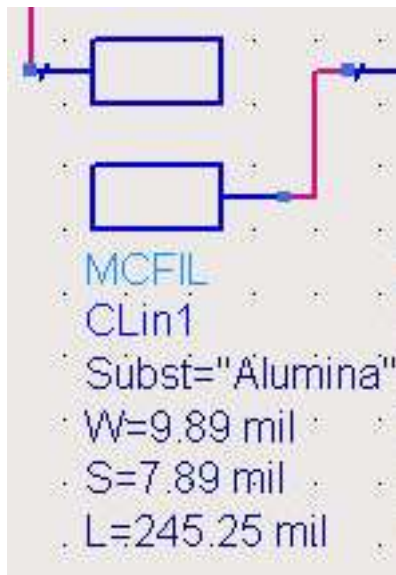 MCFIL
CLin1
Subst="Alumina"
W=9.89 mil
S=7.89 mil
L=245.25 mil